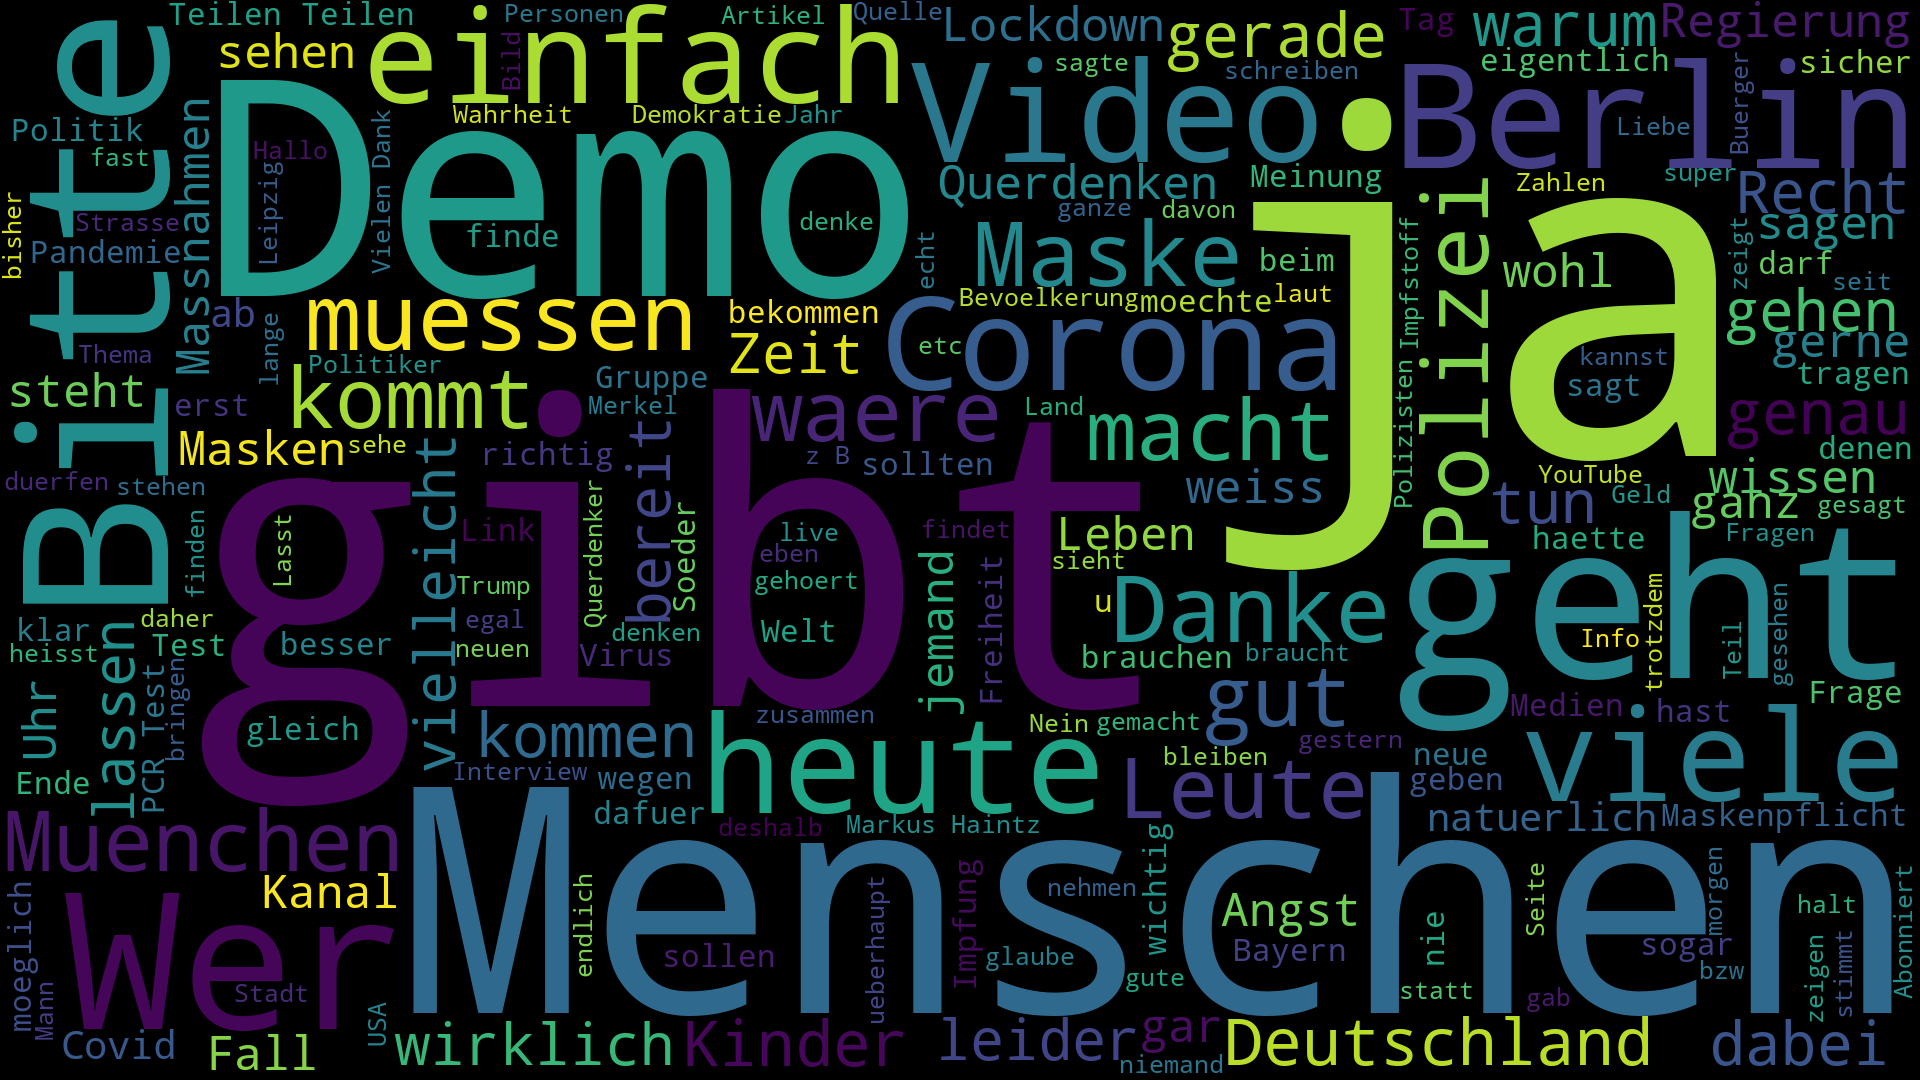 Teilen Teilen
Personen
Artikel
Quelle
Lockdown
gerade
Tag
warum
Regierung
sehen
einfach
Bild
sagte
schreiben
eigentlich
sicher
Bitte
Politik
fast
Massnahmen
Demo
Hallo
Wahrheit
Vielen Dank
Demokratie
Jahr
Video
ja
Berlin
Liebe
Buerger
bisher
Strasse
Pandemie
Leipzig
finde
denke
Querdenken
ganze
davon
Meinung
Polizei
Zahlen
super
Recht
Maske
echt
beim
wohl
sagen
zeigt
darf
seit
ab
lange
Thema
muessen
bekommen
Zeit
Bevoelkerung
moechte
laut
Corona
etc
Polizisten
Impfstoff
gehen
gerne
kannst
sagt
tragen
steht
erst
Politiker
kommt
Gruppe
Merkel
waere
Land
macht
genau
denen
Masken
sehe
vielleicht
richtig
bereit
z B
sollten
weiss
YouTube
wissen
duerfen
stehen
gibt
Link
Querdenker
Soeder
live
eben
findet
Leben
tun
Geld
ganz
gesagt
finden
Lasst
Trump
gehoert
jemand
Freiheit
sieht
haette
Fragen
geht
klar
daher
heisst
Test
besser
egal
neuen
denken
Virus
Welt
u
Danke
brauchen
braucht
Info
trotzdem
Teil
gesehen
Uhr
lassen
PCR Test
bringen
gleich
kommen
zusammen
heute
Nein
gemacht
gut
gestern
Medien
hast
Frage
Ende
Interview
wegen
dafuer
bleiben
Leute
neue
geben
viele
Muenchen
deshalb
Markus Haintz
wichtig
natuerlich
Maskenpflicht
Kanal
Menschen
moeglich
Wer
Stadt
endlich
sollen
ueberhaupt
Impfung
glaube
nehmen
gute
Angst
Bayern
nie
Seite
sogar
morgen
bzw
halt
zeigen
stimmt
Abonniert
Mann
Covid
Fall
USA
wirklich
Kinder
leider
gar
niemand
statt
gab
Deutschland
dabei